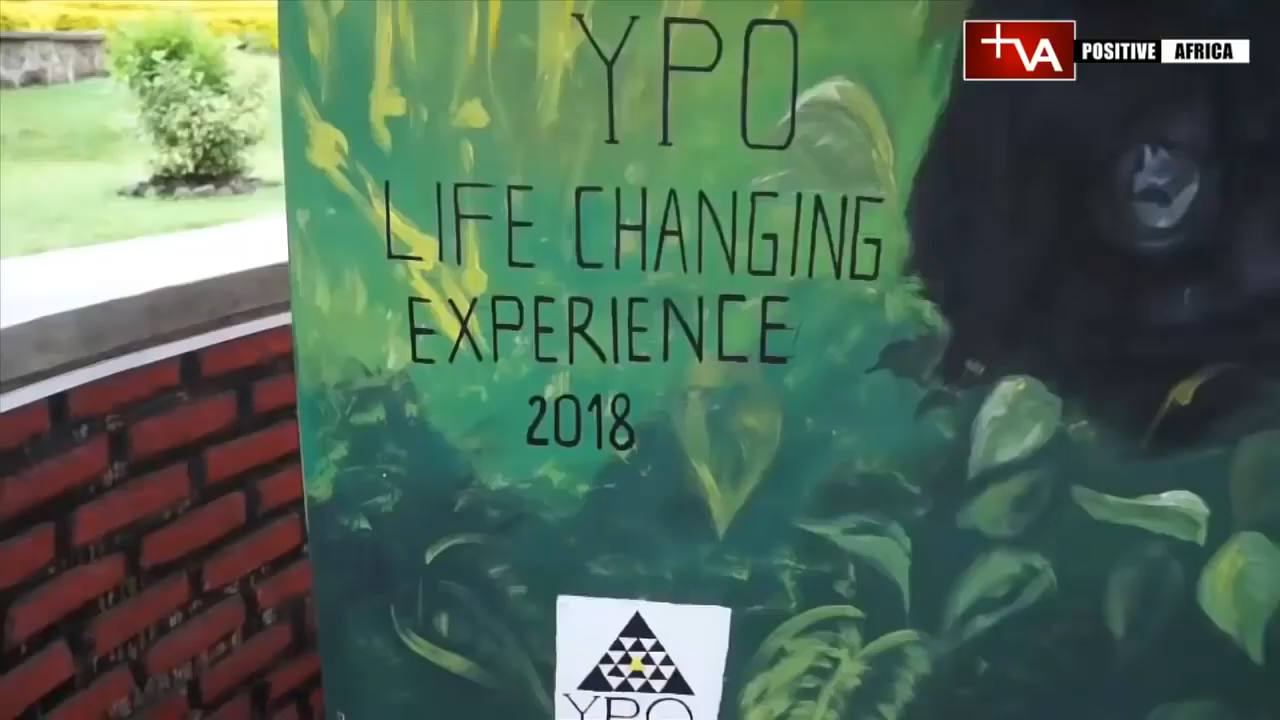 YPO
LIFE CHANGING
EXPERIENCE
2018
YPO
+VA POSITIVE AFRICA